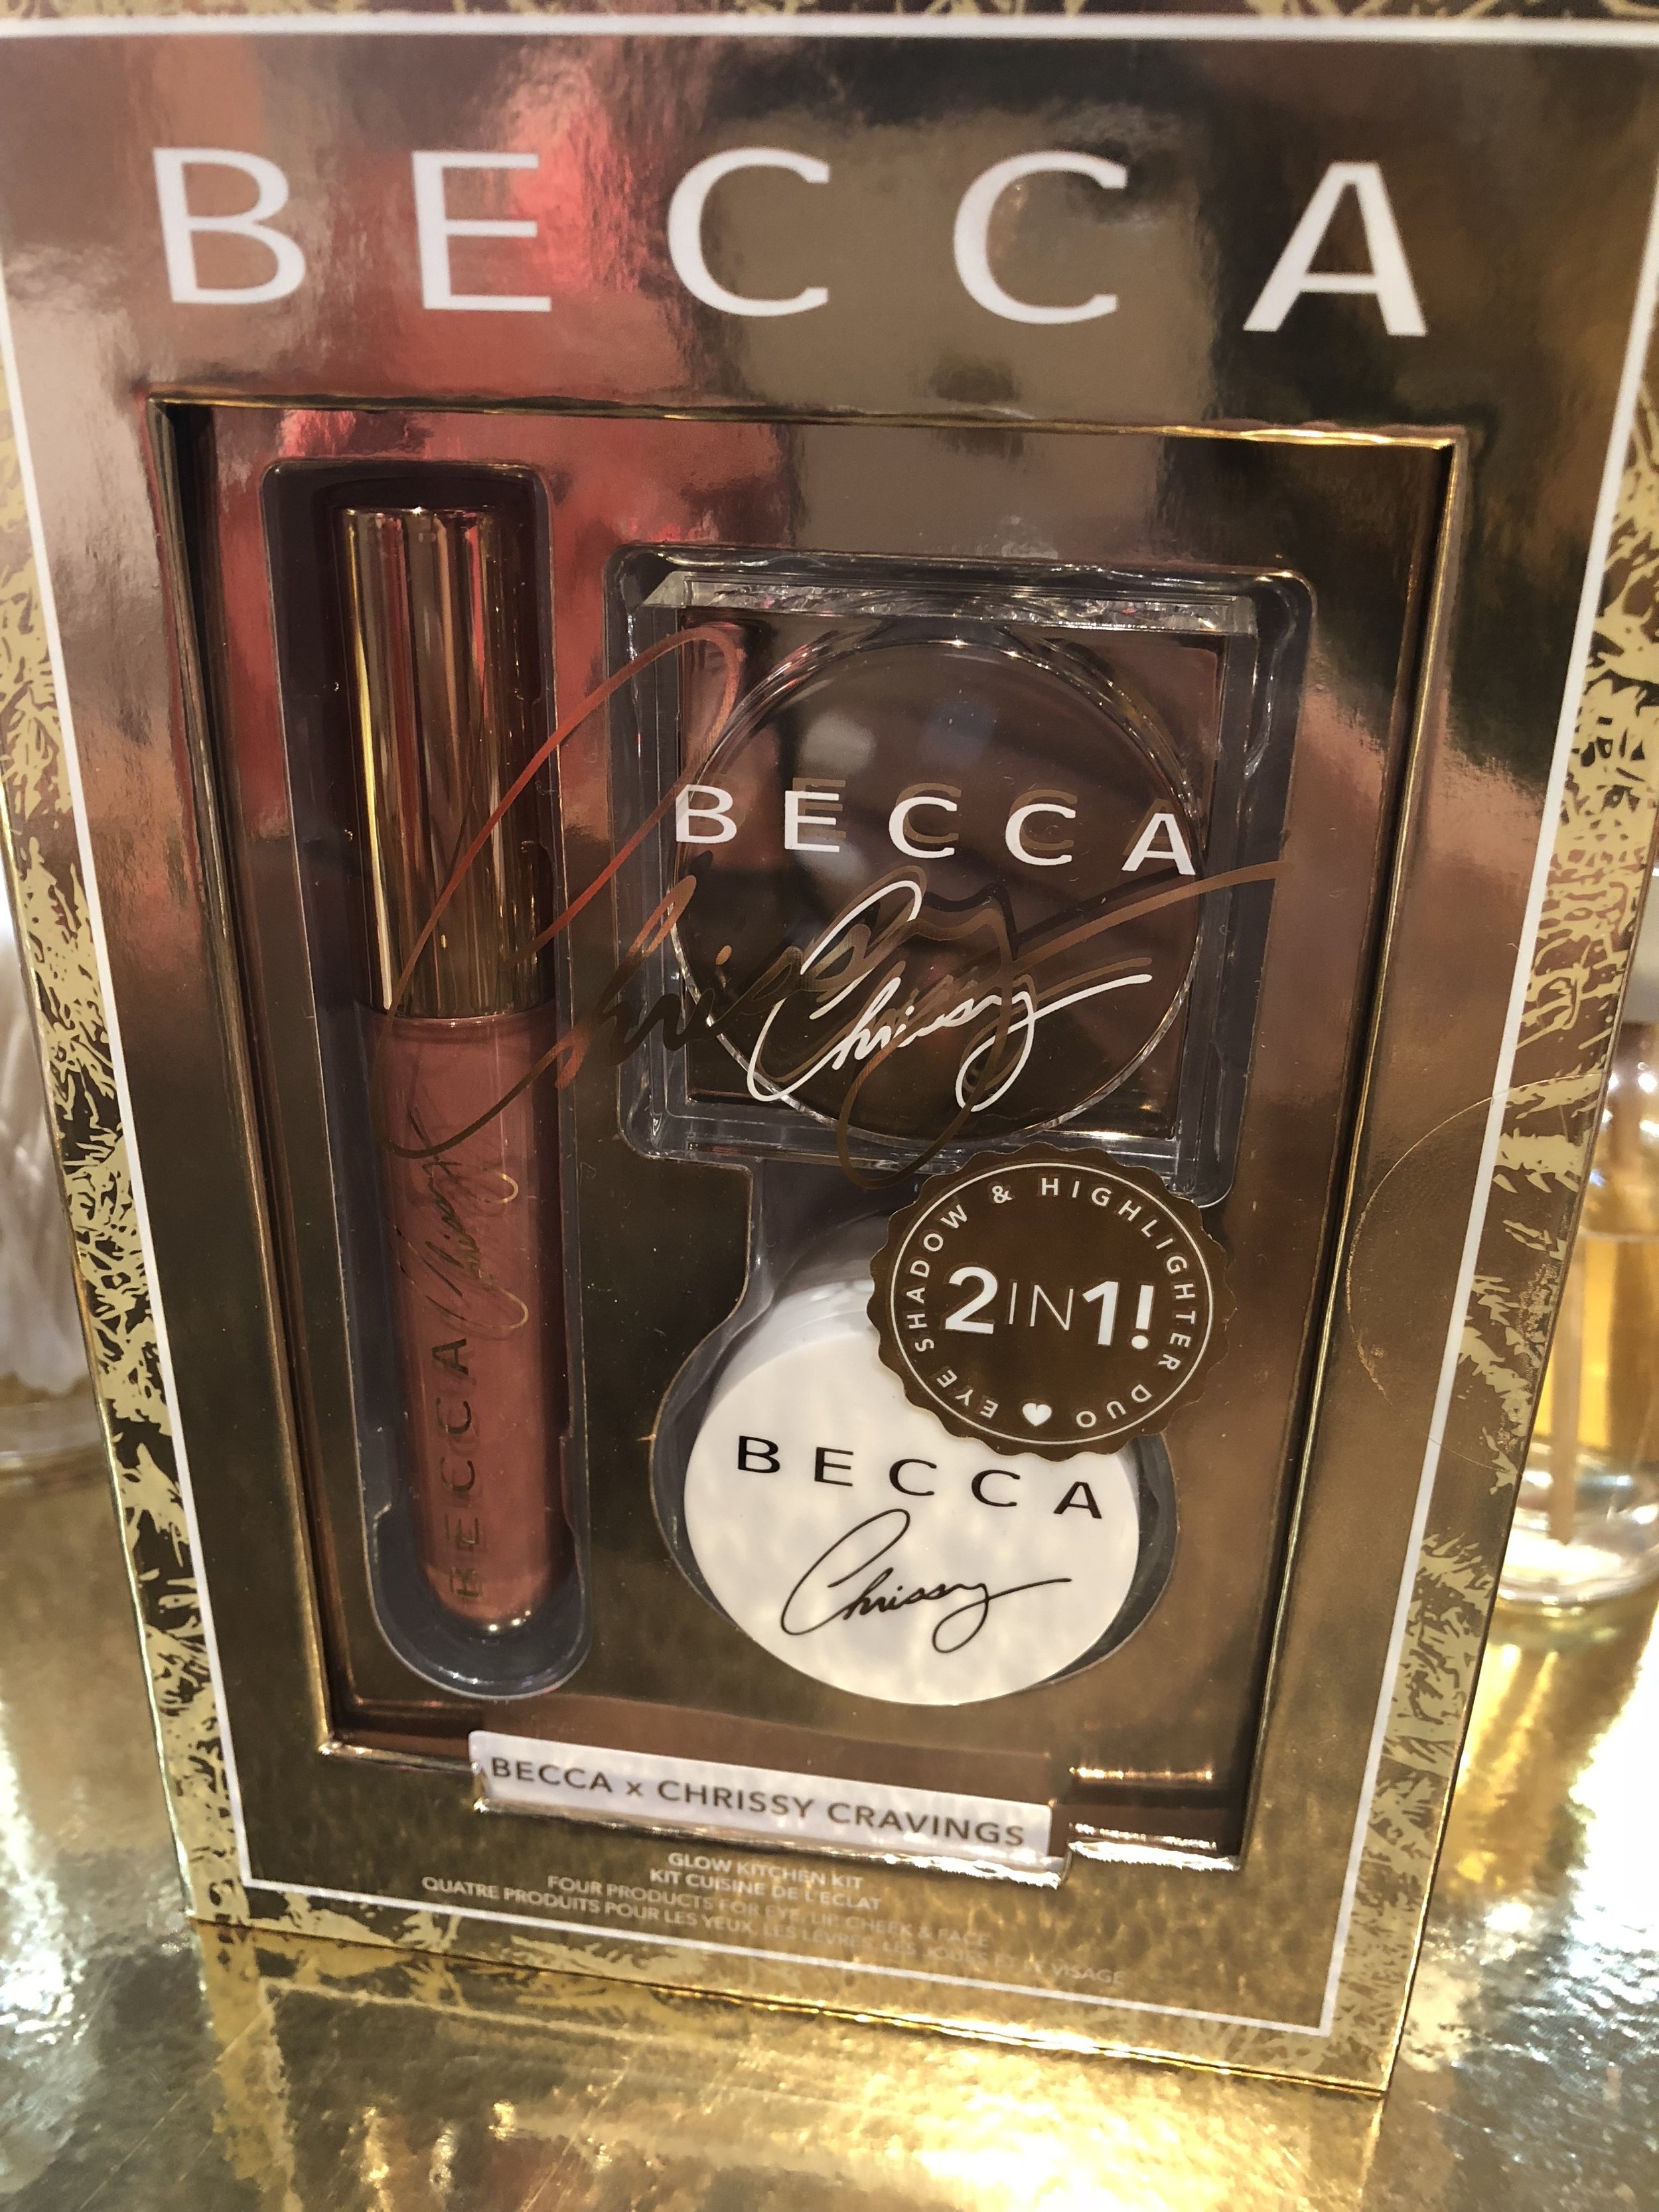 BECCA
BECCA
Chrissy
Chrissy
BECCA Chrissy
EYE SHADOW & HIGHLIGHTER DUO
2IN1!
BECCA
Chrissy
BECCA x CHRISSY CRAVINGS
GLOW KITCHEN KIT
KIT CUISINE DE L'ECLAT
FOUR PRODUCTS FOR EYE, LIP, CHEEK & FACE
QUATRE PRODUITS POUR LES YEUX, LES LÈVRES, LES JOUES ET LE VISAGE